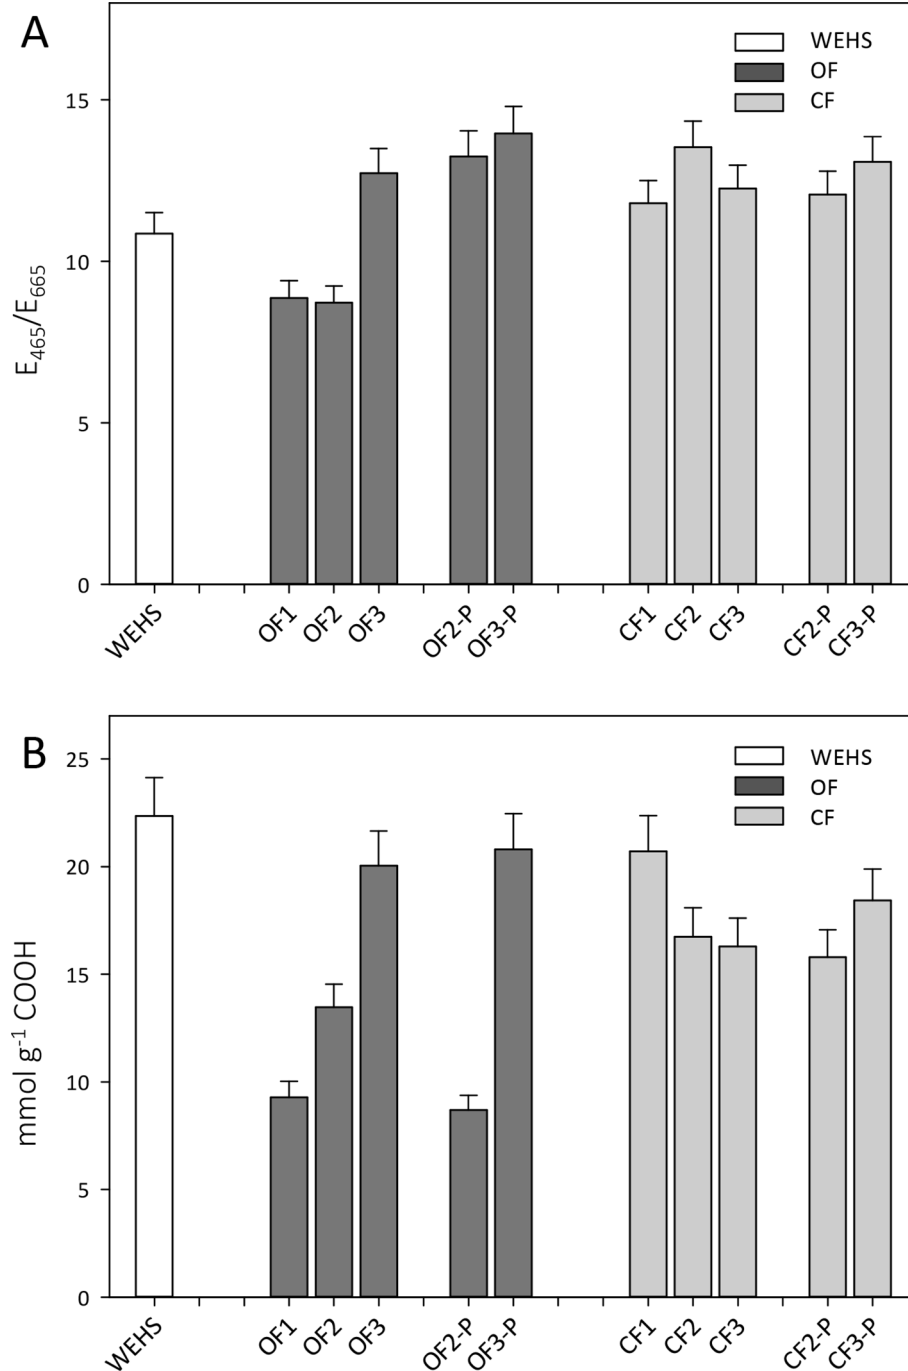 A
WEHS
OF
CF
15
10
5
0
E₄₆₅/E₆₆₅
WEHS
OF1
OF2
OF3
OF2-P
OF3-P
CF1
CF2
CF3
CF2-P
CF3-P
B
WEHS
OF
CF
25
20
15
10
5
0
mmol g⁻¹ COOH
WEHS
OF1
OF2
OF3
OF2-P
OF3-P
CF1
CF2
CF3
CF2-P
CF3-P